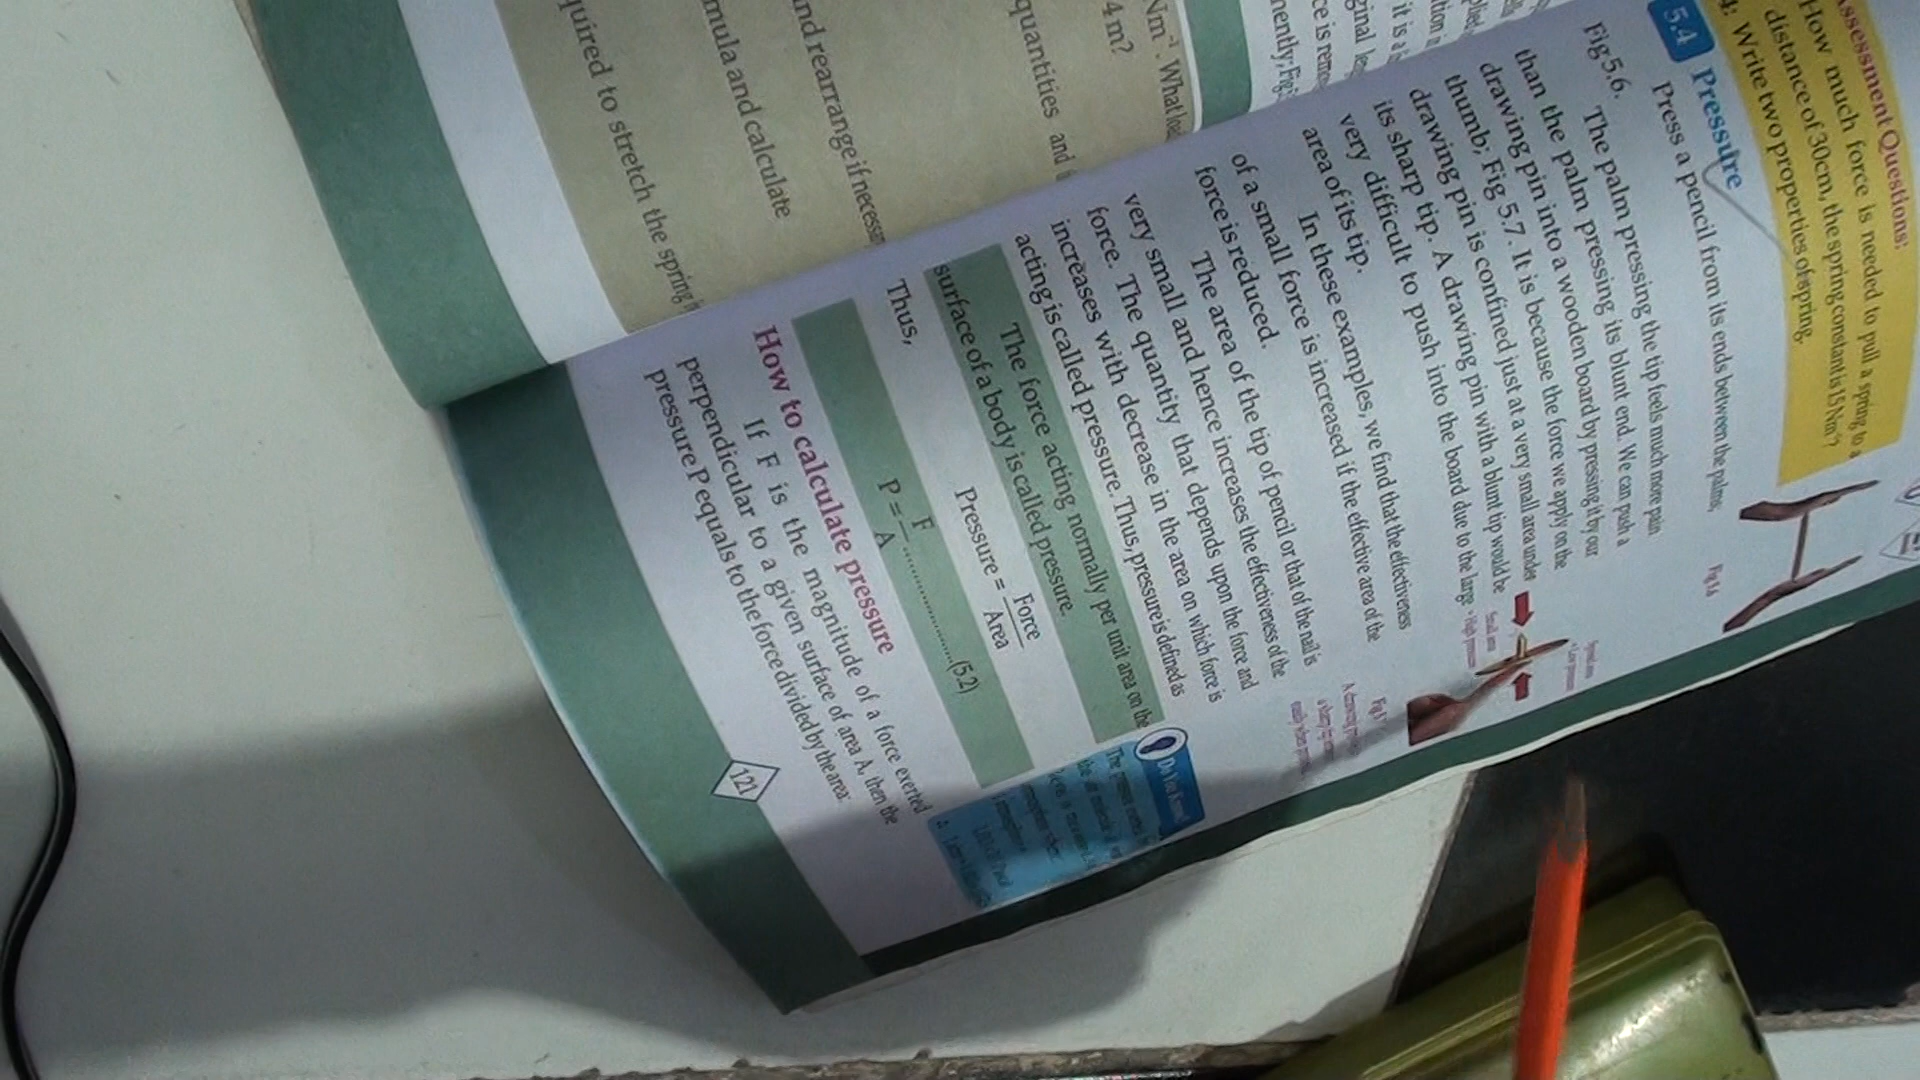 Nm⁻¹. What
4 m?
quantities and
and rearrange if
mula and calculate
quired to stretch the spring
Assessment Questions:
How much force is needed to pull a spring to a
distance of 30cm, the spring constant is 15 Nm⁻¹?
4. Write two properties of spring.
5.4 Pressure
Press a pencil from its ends between the palms;
Fig 5.6. The palm pressing the tip feels much more pain
than the palm pressing its blunt end. We can push a
drawing pin into a wooden board by pressing it by our
thumb; Fig 5.7. It is because the force we apply on the
drawing pin is confined just at a very small area under
its sharp tip. A drawing pin with a blunt tip would be
very difficult to push into the board due to the large
area of its tip.
In these examples, we find that the effectiveness
of a small force is increased if the effective area of the
force is reduced.
The area of the tip of pencil or that of the nail is
very small and hence increases the effectiveness of the
force. The quantity that depends upon the force and
increases with decrease in the area on which force is
acting is called pressure. Thus, pressure is defined as
The force acting normally per unit area on the
surface of a body is called pressure.
Thus,
Pressure = Force / Area
P = F / A ....................(5.2)
How to calculate pressure
If F is the magnitude of a force exerted
perpendicular to a given surface of area A, then the
pressure P equals to the force divided by the area:
121
Fig 5.6
Small area
• High pressure
Do You Know?